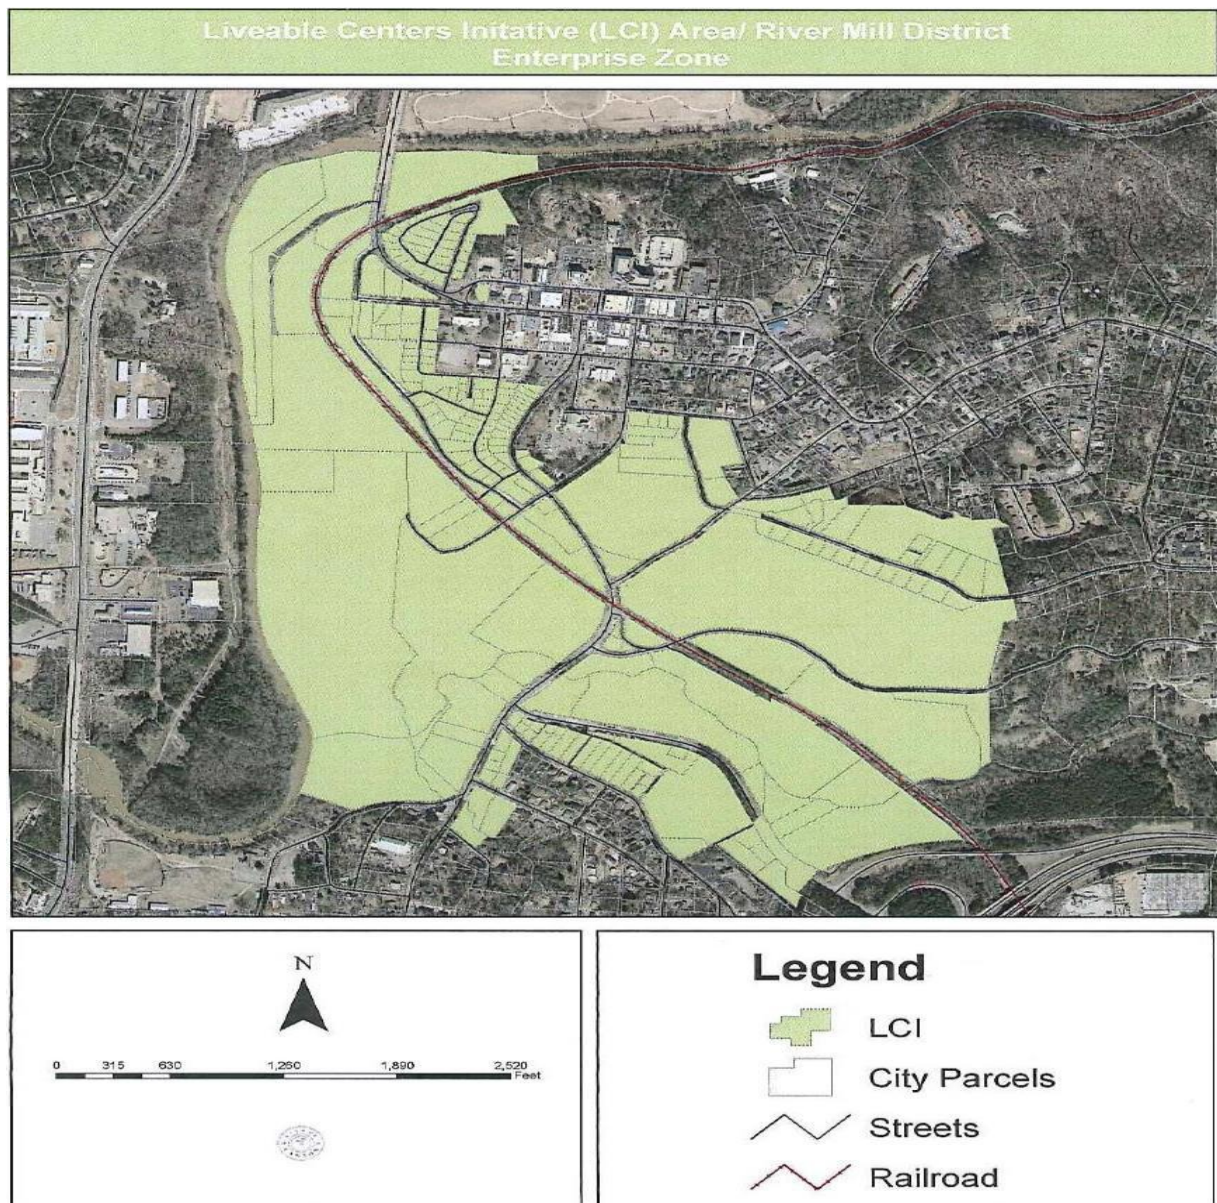 Liveable Centers Initative (LCI) Area/ River Mill District
Enterprise Zone
N
0 315 630 1,260 1,890 2,520
Feet
Legend
LCI
City Parcels
Streets
Railroad